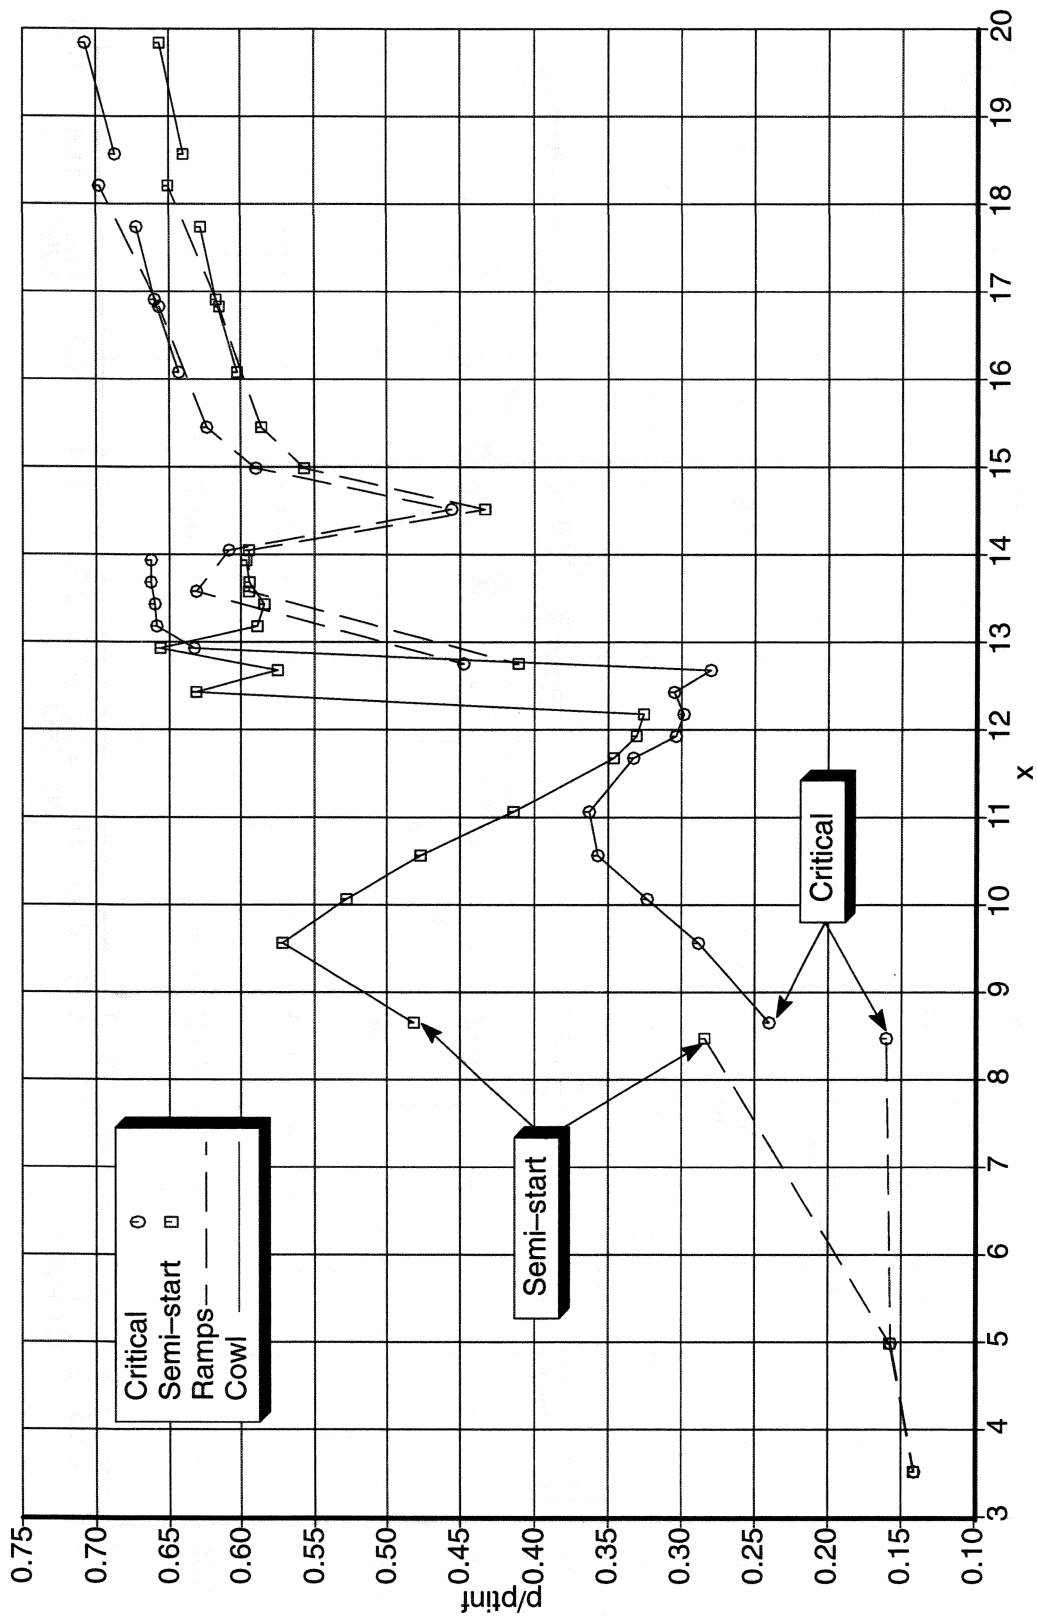 0.75
0.70
0.65
0.60
0.55
0.50
0.45
0.40
0.35
0.30
0.25
0.20
0.15
0.10
p/ptinf
3 4 5 6 7 8 9 10 11 12 13 14 15 16 17 18 19 20
x
Critical
Semi–start
Ramps
Cowl
Semi–start
Critical